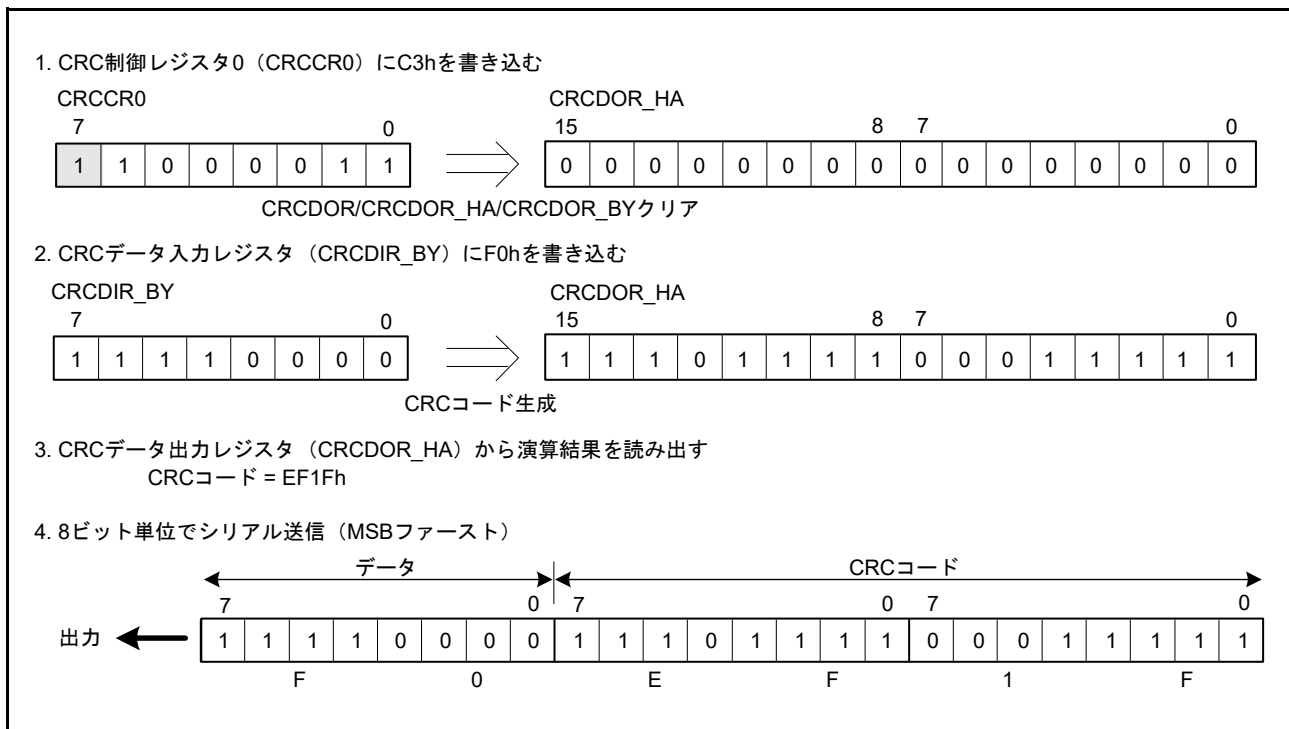 1. CRC制御レジスタ0（CRCCR0）にC3hを書き込む
CRCCR0 CRCDOR_HA
7 0 15 8 7 0
1 1 0 0 0 0 1 1 0 0 0 0 0 0 0 0 0 0 0 0 0 0 0 0
CRCDOR/CRCDOR_HA/CRCDOR_BYクリア
2. CRCデータ入力レジスタ（CRCDIR_BY）にF0hを書き込む
CRCDIR_BY CRCDOR_HA
7 0 15 8 7 0
1 1 1 1 0 0 0 0 1 1 1 0 1 1 1 1 0 0 0 1 1 1 1 1
CRCコード生成
3. CRCデータ出力レジスタ（CRCDOR_HA）から演算結果を読み出す
CRCコード = EF1Fh
4. 8ビット単位でシリアル送信（MSBファースト）
データ CRCコード
7 0 7 0 7 0
出力 1 1 1 1 0 0 0 0 1 1 1 0 1 1 1 1 0 0 0 1 1 1 1 1
F 0 E F 1 F